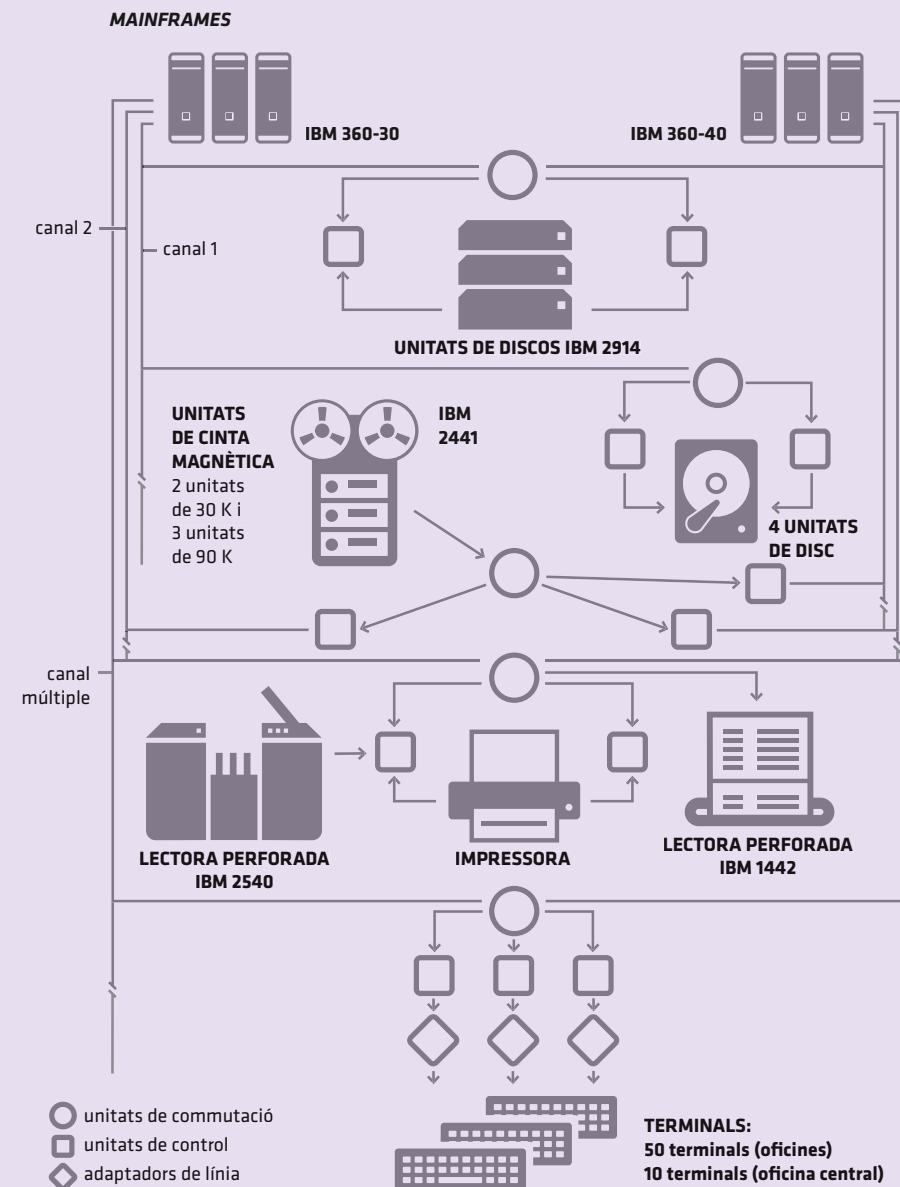 MAINFRAMES
IBM 360-30
IBM 360-40
canal 2
canal 1
UNITATS DE DISCOS IBM 2914
UNITATS
DE CINTA
MAGNÈTICA
2 unitats
de 30 K i
3 unitats
de 90 K
IBM
2441
4 UNITATS
DE DISC
canal
múltiple
LECTORA PERFORADA
IBM 2540
IMPRESSORA
LECTORA PERFORADA
IBM 1442
unitats de commutació
unitats de control
adaptadors de línia
TERMINALS:
50 terminals (oficines)
10 terminals (oficina central)